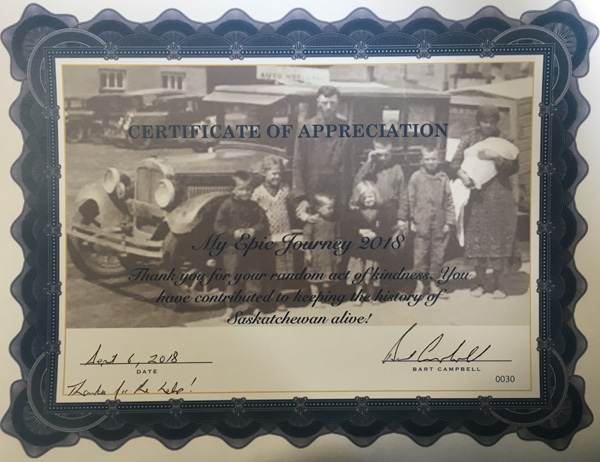 CERTIFICATE OF APPRECIATION
My Epic Journey 2018
Thank you for your random act of kindness. You
have contributed to keeping the history of
Saskatchewan alive!
Sept 6, 2018
DATE
BART CAMPBELL
Thanks for the help!
0030